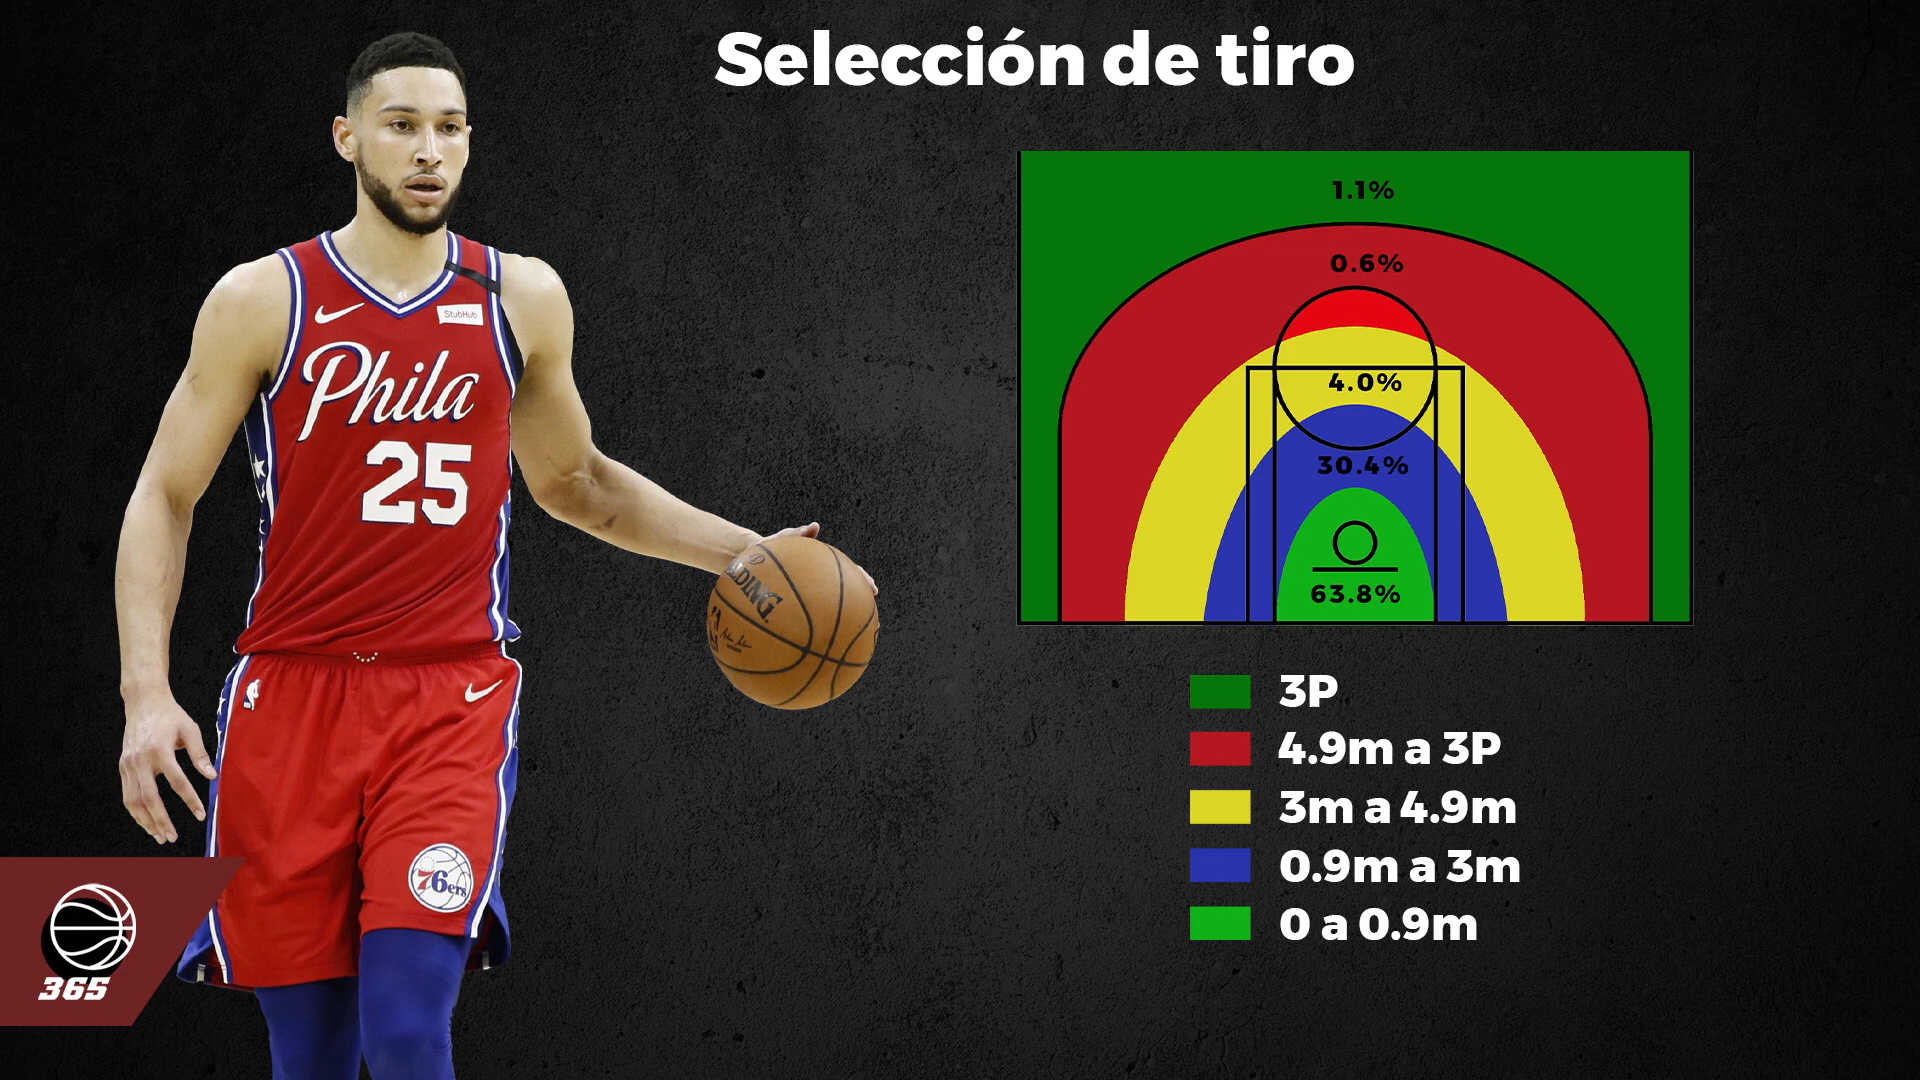 Selección de tiro
1.1%
0.6%
4.0%
30.4%
63.8%
3P
4.9m a 3P
3m a 4.9m
0.9m a 3m
0 a 0.9m
StubHub
Phila
25
76ers
365